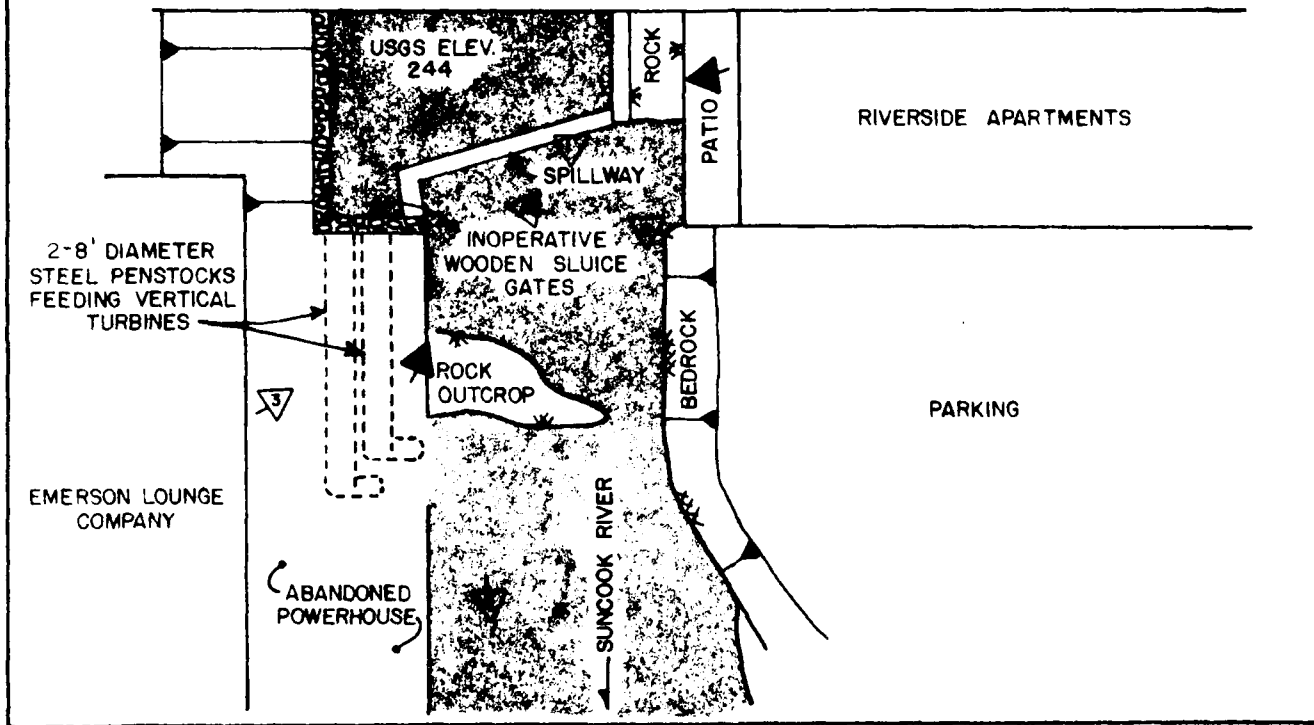 USGS ELEV.
244
ROCK
PATIO
RIVERSIDE APARTMENTS
SPILLWAY
INOPERATIVE
WOODEN SLUICE
GATES
2-8' DIAMETER
STEEL PENSTOCKS
FEEDING VERTICAL
TURBINES
ROCK
OUTCROP
BEDROCK
3
PARKING
EMERSON LOUNGE
COMPANY
ABANDONED
POWERHOUSE
SUNCOOK RIVER